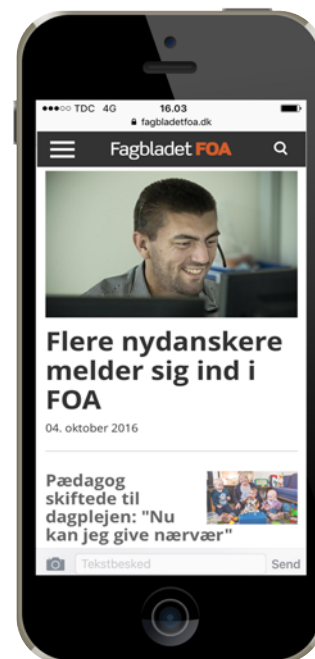 TDC 4G 16.03
fagbladetfoa.dk
Fagbladet FOA
Flere nydanskere
melder sig ind i
FOA
04. oktober 2016
Pædagog
skiftede til
dagplejen: "Nu
kan jeg give nærvær"
Tekstbesked Send